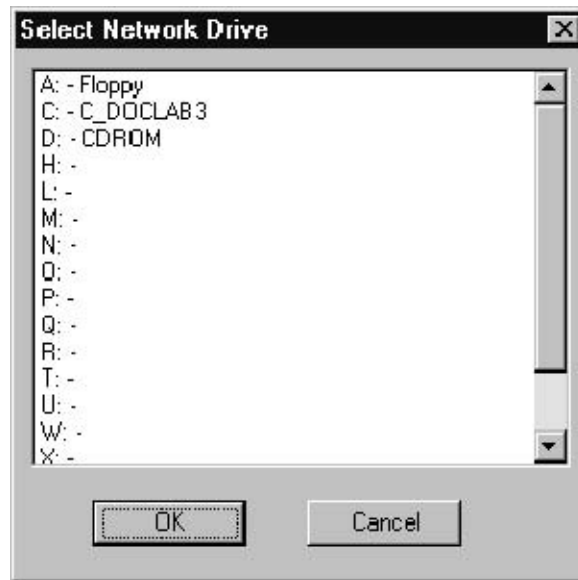 Select Network Drive
A: - Floppy
C: - C_DOCLAB3
D: - CDROM
H: -
L: -
M: -
N: -
O: -
P: -
Q: -
R: -
T: -
U: -
W: -
X: -
OK
Cancel